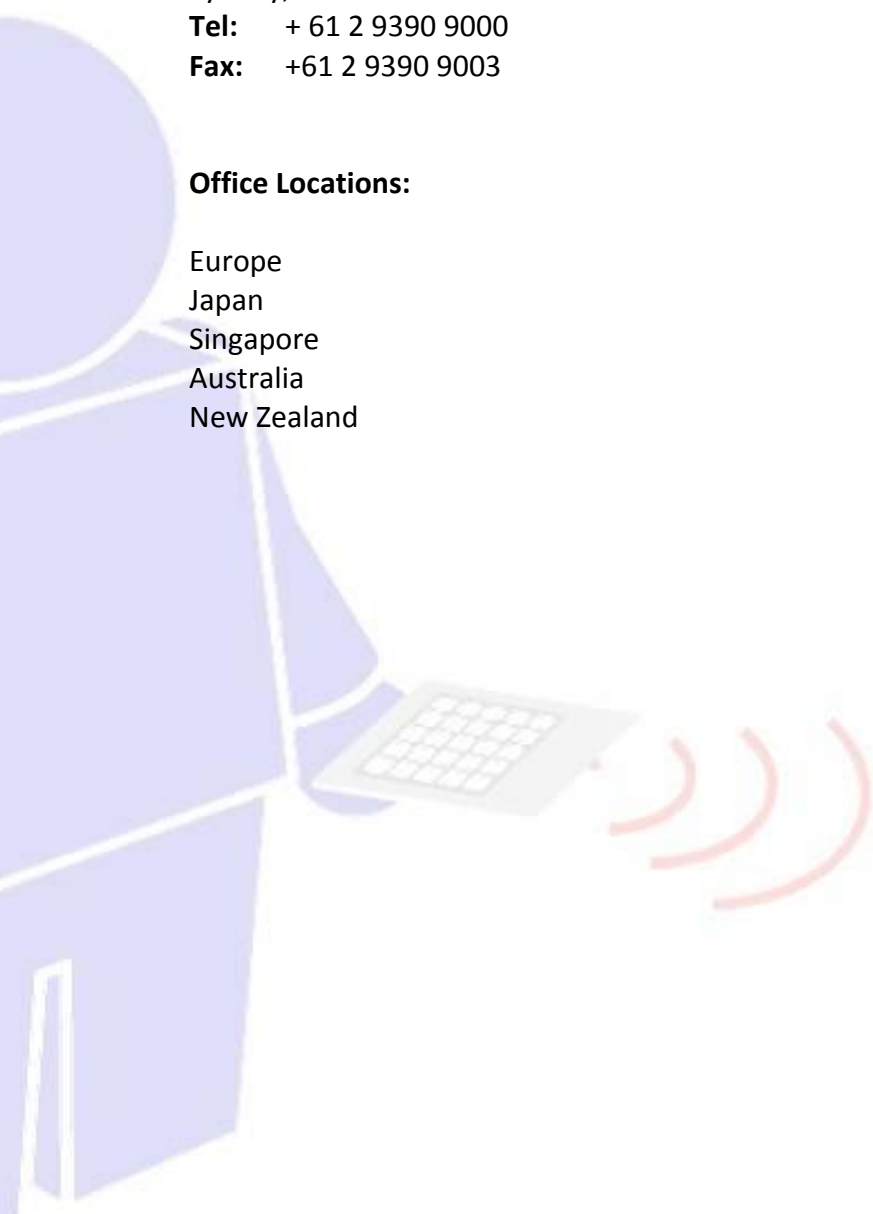 Tel: + 61 2 9390 9000
Fax: +61 2 9390 9003
Office Locations:
Europe
Japan
Singapore
Australia
New Zealand